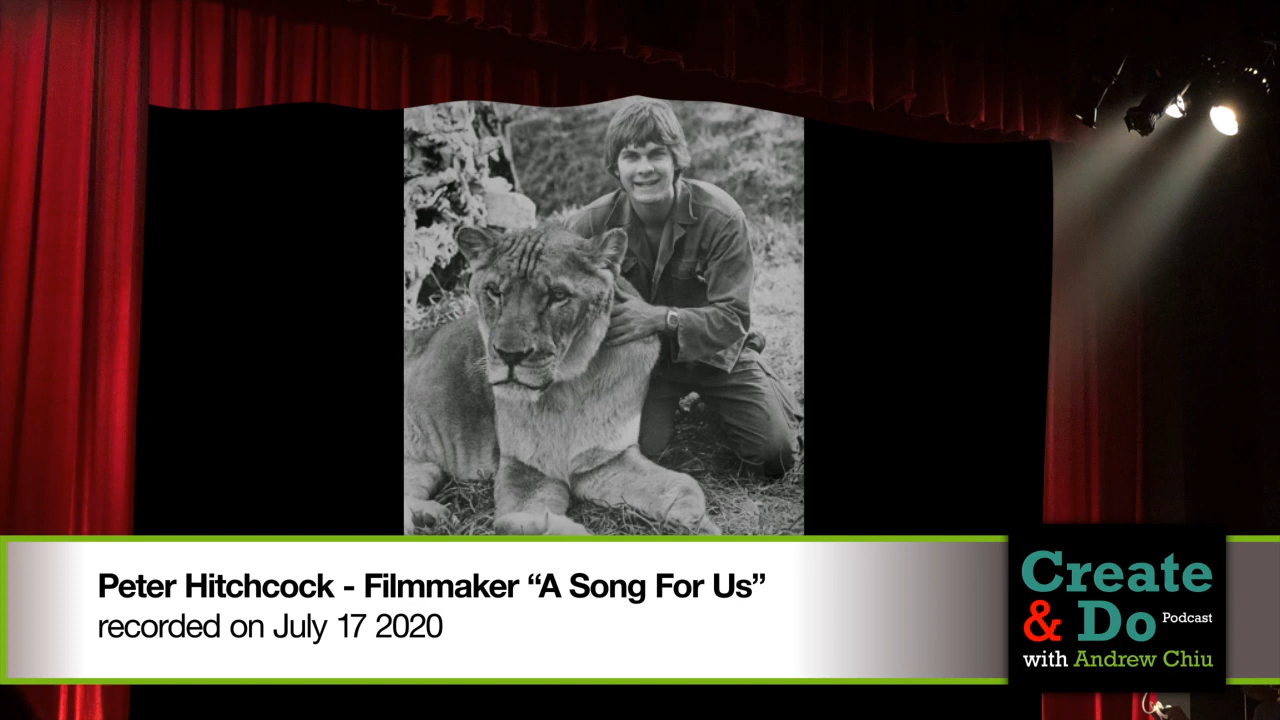 Peter Hitchcock - Filmmaker “A Song For Us”
recorded on July 17 2020
Create
& Do Podcast
with Andrew Chiu